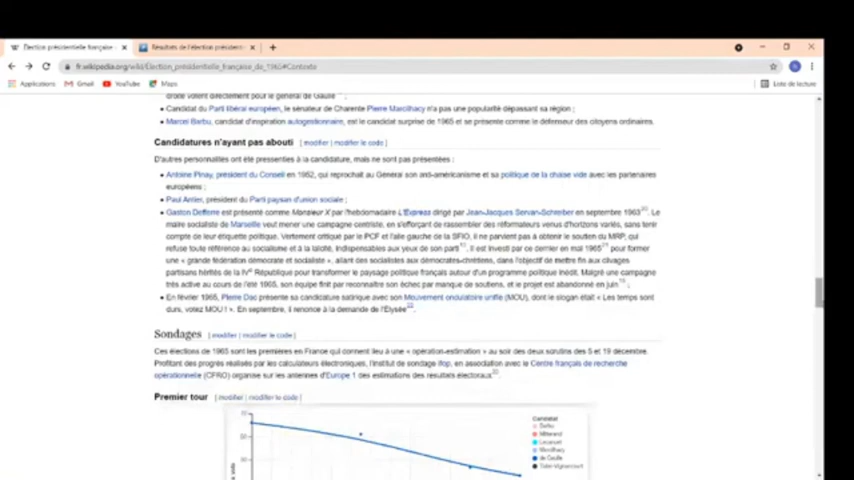 Élection présidentielle française
Résultats de l'élection présidenti
fr.wikipedia.org/wiki/Élection_présidentielle_française_de_1965#Contexte
Applications Gmail YouTube Maps Liste de lecture
droite votent directement pour le général de Gaulle
Candidat du Parti libéral européen, le sénateur de Charente Pierre Marcilhacy n'a pas une popularité dépassant sa région ;
Marcel Barbu, candidat d'inspiration autogestionnaire, est le candidat surprise de 1965 et se présente comme le défenseur des citoyens ordinaires.
Candidatures n'ayant pas abouti [ modifier | modifier le code ]
D'autres personnalités ont été pressenties à la candidature, mais ne sont pas présentées :
Antoine Pinay, président du Conseil en 1952, qui reprochait au Général son anti-américanisme et sa politique de la chaise vide avec les partenaires
européens ;
Paul Antier, président du Parti paysan d'union sociale ;
Gaston Defferre est présenté comme Monsieur X par l'hebdomadaire L'Express dirigé par Jean-Jacques Servan-Schreiber en septembre 1963. Le
maire socialiste de Marseille veut mener une campagne centriste, en s'efforçant de rassembler des réformateurs venus d'horizons variés, sans tenir
compte de leur étiquette politique. Vertement critiqué par le PCF et l'aile gauche de la SFIO, il ne parvient pas à obtenir le soutien du MRP, qui
refuse toute référence au socialisme et à la laïcité, indispensables aux yeux de son parti. Il est investi par ce dernier en mai 1965 pour former
une « grande fédération démocrate et socialiste », allant des socialistes aux démocrates-chrétiens, dans l'objectif de mettre fin aux clivages
partisans hérités de la IVe République pour transformer le paysage politique français autour d'un programme politique inédit. Malgré une campagne
très active au cours de l'été 1965, son équipe finit par reconnaître son échec par manque de soutiens, et le projet est abandonné en juin ;
En février 1965, Pierre Dac présente sa candidature satirique avec son Mouvement ondulatoire unifié (MOU), dont le slogan était « Les temps sont
durs, votez MOU ! ». En septembre, il renonce à la demande de l'Élysée.
Sondages [ modifier | modifier le code ]
Ces élections de 1965 sont les premières en France qui donnent lieu à une « opération-estimation » au soir des deux scrutins des 5 et 19 décembre.
Profitant des progrès réalisés par les calculateurs électroniques, l'institut de sondage Ifop, en association avec le Centre français de recherche
opérationnelle (CFRO) organise sur les antennes d'Europe 1 des estimations des résultats électoraux.
Premier tour [ modifier | modifier le code ]
Candidat
Mitterrand
Lecanuet
Marcilhacy
de Gaulle
Tixier-Vignancourt